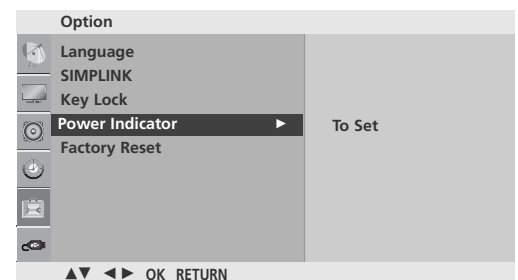 Option
Language
SIMPLINK
Key Lock
Power Indicator ► To Set
Factory Reset
▲▼ ◄► OK RETURN